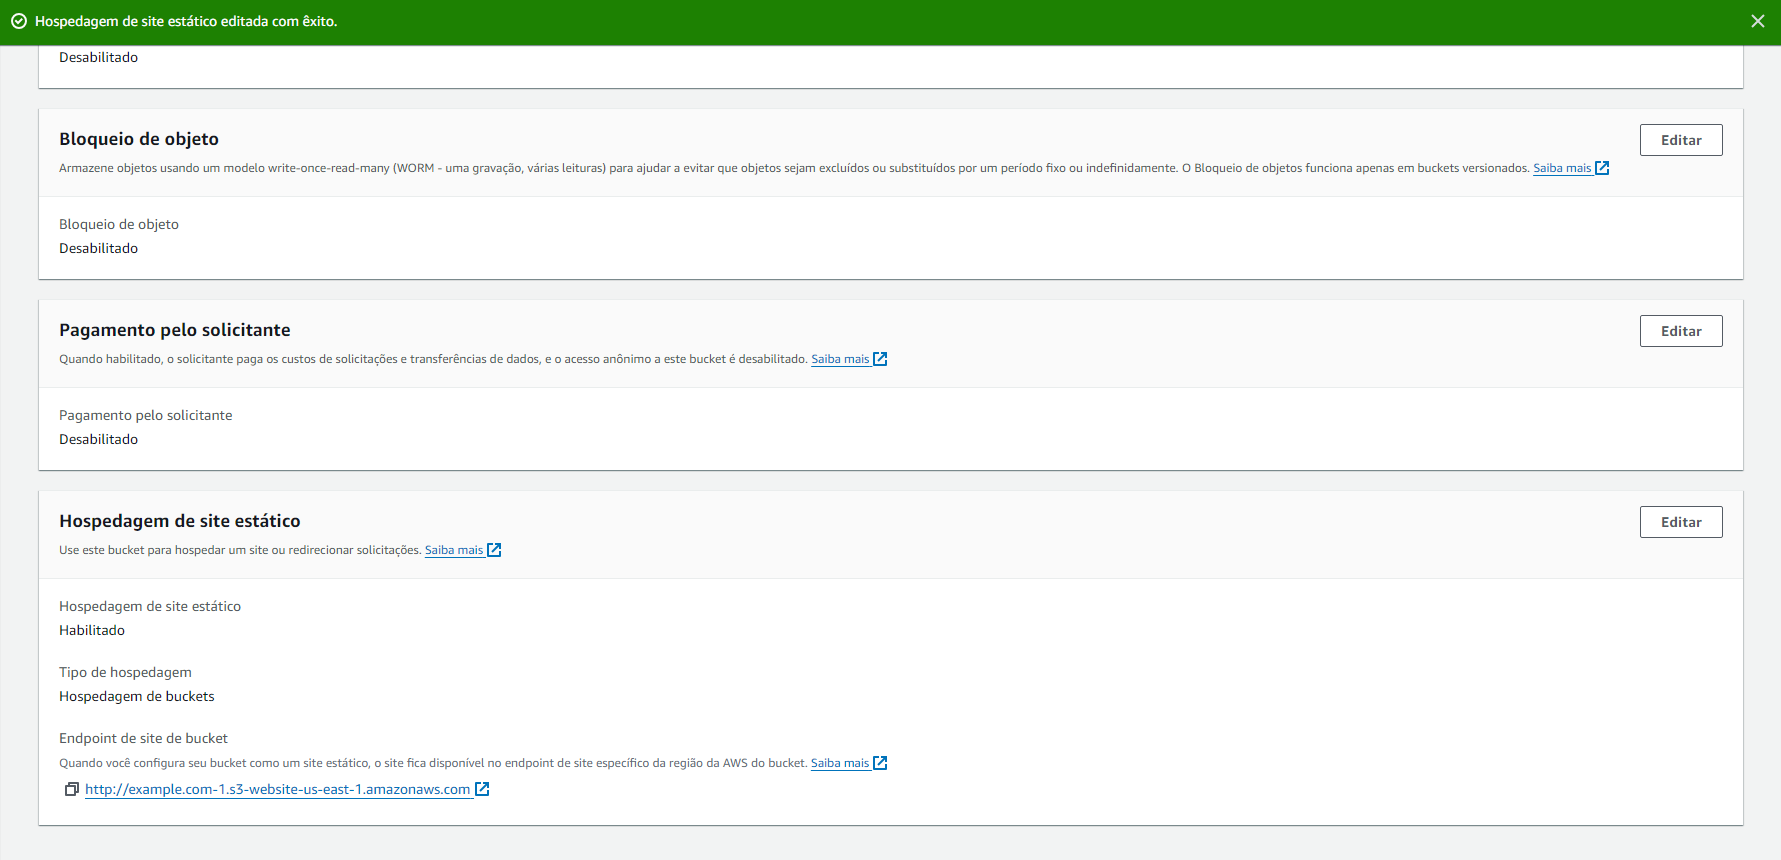 Hospedagem de site estático editada com êxito.
Desabilitado
Bloqueio de objeto
Editar
Armazene objetos usando um modelo write-once-read-many (WORM - uma gravação, várias leituras) para ajudar a evitar que objetos sejam excluídos ou substituídos por um período fixo ou indefinidamente. O Bloqueio de objetos funciona apenas em buckets versionados. Saiba mais
Bloqueio de objeto
Desabilitado
Pagamento pelo solicitante
Editar
Quando habilitado, o solicitante paga os custos de solicitações e transferências de dados, e o acesso anônimo a este bucket é desabilitado. Saiba mais
Pagamento pelo solicitante
Desabilitado
Hospedagem de site estático
Editar
Use este bucket para hospedar um site ou redirecionar solicitações. Saiba mais
Hospedagem de site estático
Habilitado
Tipo de hospedagem
Hospedagem de buckets
Endpoint de site de bucket
Quando você configura seu bucket como um site estático, o site fica disponível no endpoint de site específico da região da AWS do bucket. Saiba mais
http://example.com-1.s3-website-us-east-1.amazonaws.com